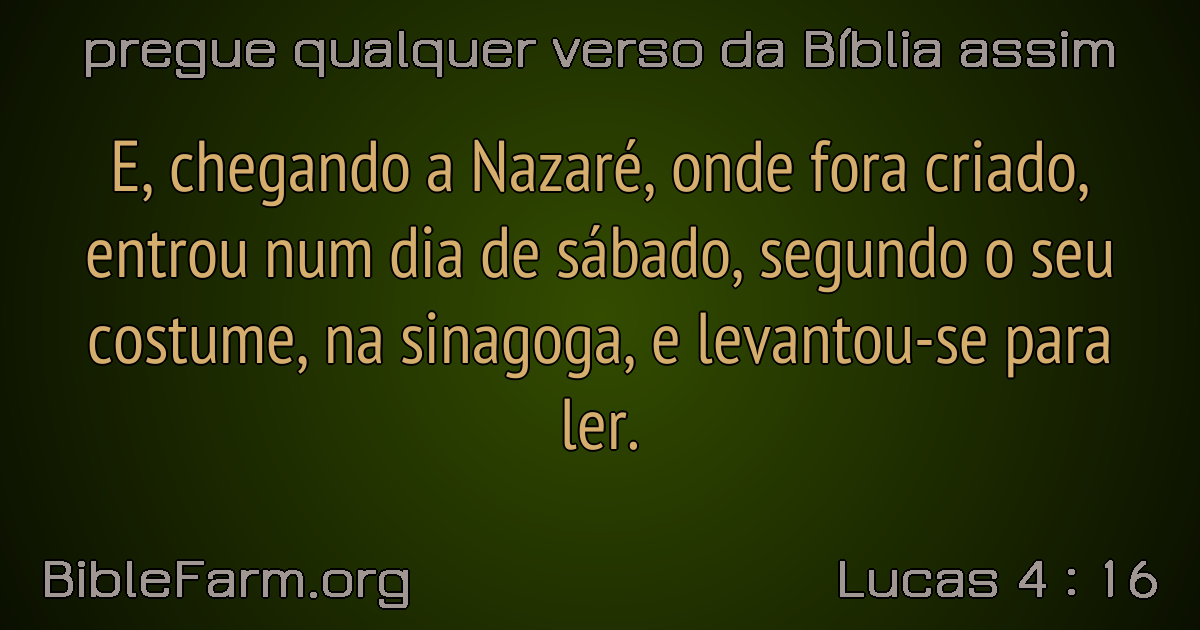 pregue qualquer verso da Bíblia assim
E, chegando a Nazaré, onde fora criado,
entrou num dia de sábado, segundo o seu
costume, na sinagoga, e levantou-se para
ler.
BibleFarm.org
Lucas 4 : 16